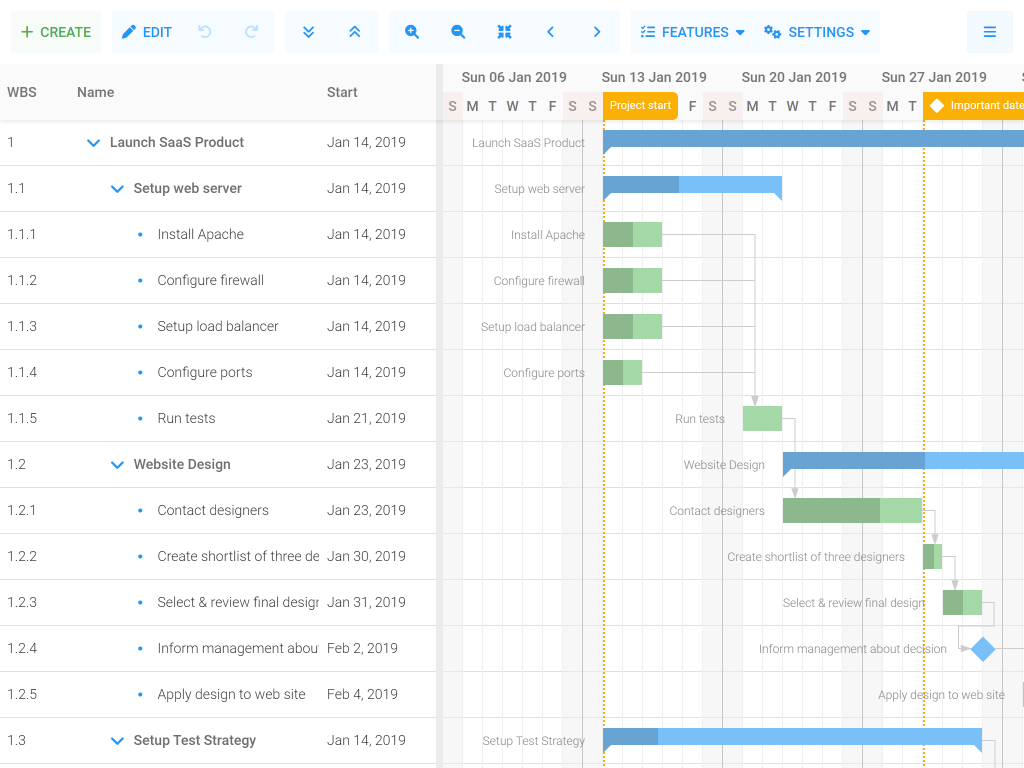 CREATE EDIT FEATURES SETTINGS
Sun 06 Jan 2019 Sun 13 Jan 2019 Sun 20 Jan 2019 Sun 27 Jan 2019
WBS Name Start
S M T W T F S S Project start F S S M T W T F S S M T Important date
1 Launch SaaS Product Jan 14, 2019 Launch SaaS Product
1.1 Setup web server Jan 14, 2019 Setup web server
1.1.1 Install Apache Jan 14, 2019 Install Apache
1.1.2 Configure firewall Jan 14, 2019 Configure firewall
1.1.3 Setup load balancer Jan 14, 2019 Setup load balancer
1.1.4 Configure ports Jan 14, 2019 Configure ports
1.1.5 Run tests Jan 21, 2019 Run tests
1.2 Website Design Jan 23, 2019 Website Design
1.2.1 Contact designers Jan 23, 2019 Contact designers
1.2.2 Create shortlist of three de Jan 30, 2019 Create shortlist of three designers
1.2.3 Select & review final design Jan 31, 2019 Select & review final design
1.2.4 Inform management about Feb 2, 2019 Inform management about decision
1.2.5 Apply design to web site Feb 4, 2019 Apply design to web site
1.3 Setup Test Strategy Jan 14, 2019 Setup Test Strategy